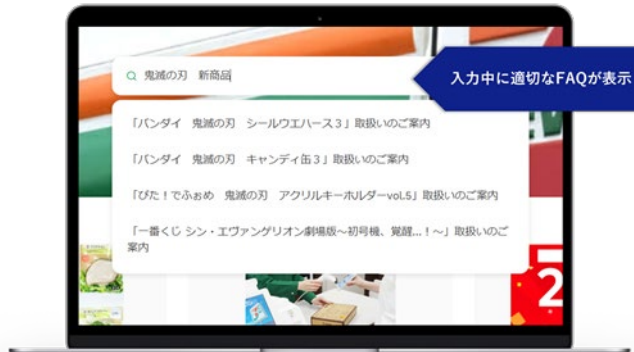 鬼滅の刃　新商品
入力中に適切なFAQが表示
「バンダイ　鬼滅の刃　シールウエハース３」取扱いのご案内
「バンダイ　鬼滅の刃　キャンディ缶３」取扱いのご案内
「ぴた！でふぉめ　鬼滅の刃　アクリルキーホルダーvol.5」取扱いのご案内
「一番くじ シン・エヴァンゲリオン劇場版～初号機、覚醒...！～」取扱いのご
案内
2